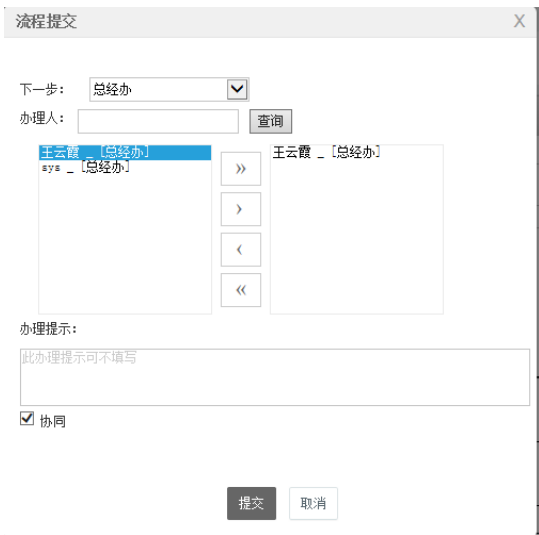 流程提交 X
下一步： 总经办
办理人： 查询
王云霞 _ [总经办] » 王云霞 _ [总经办]
sys _ [总经办]
›
‹
«
办理提示：
此办理提示可不填写
协同
提交 取消